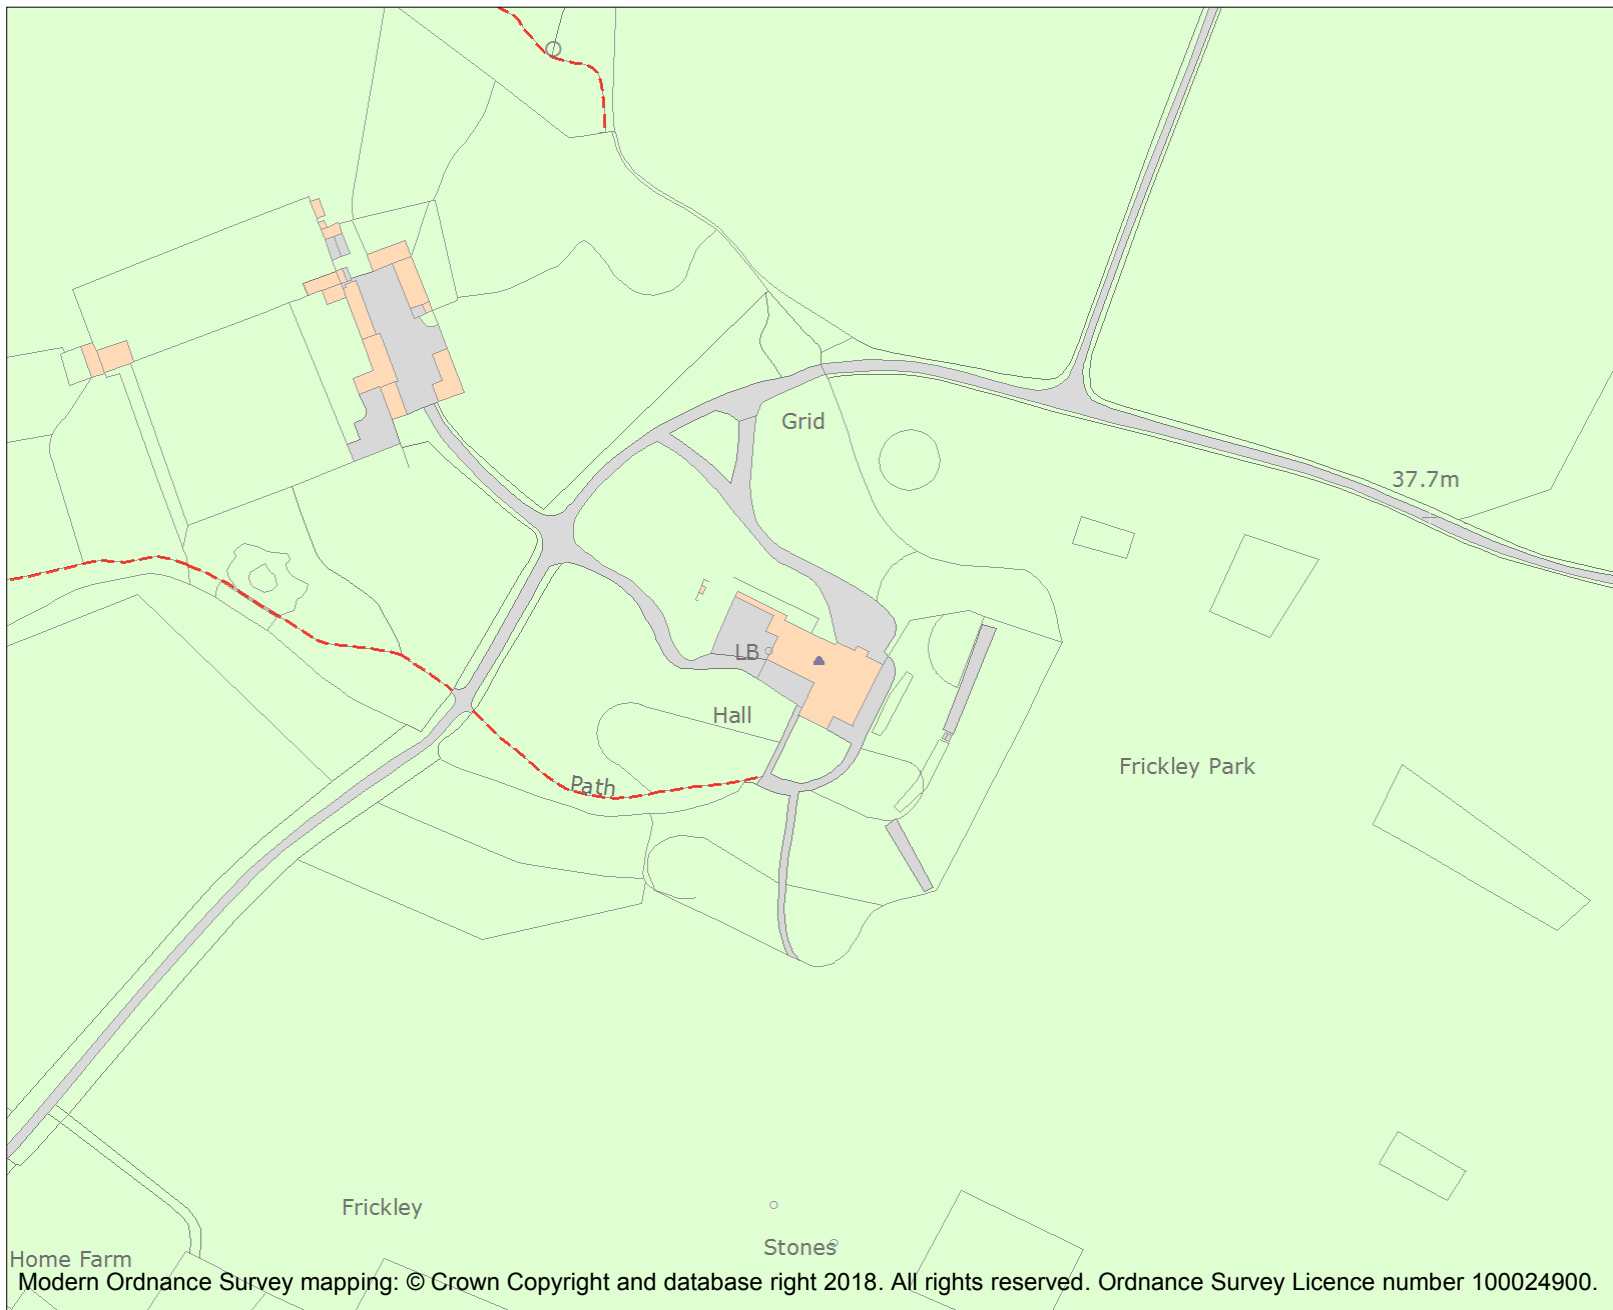 Grid
37.7m
LB
Hall
Frickley Park
Path
Frickley
Stones
Home Farm
Modern Ordnance Survey mapping: © Crown Copyright and database right 2018. All rights reserved. Ordnance Survey Licence number 100024900.